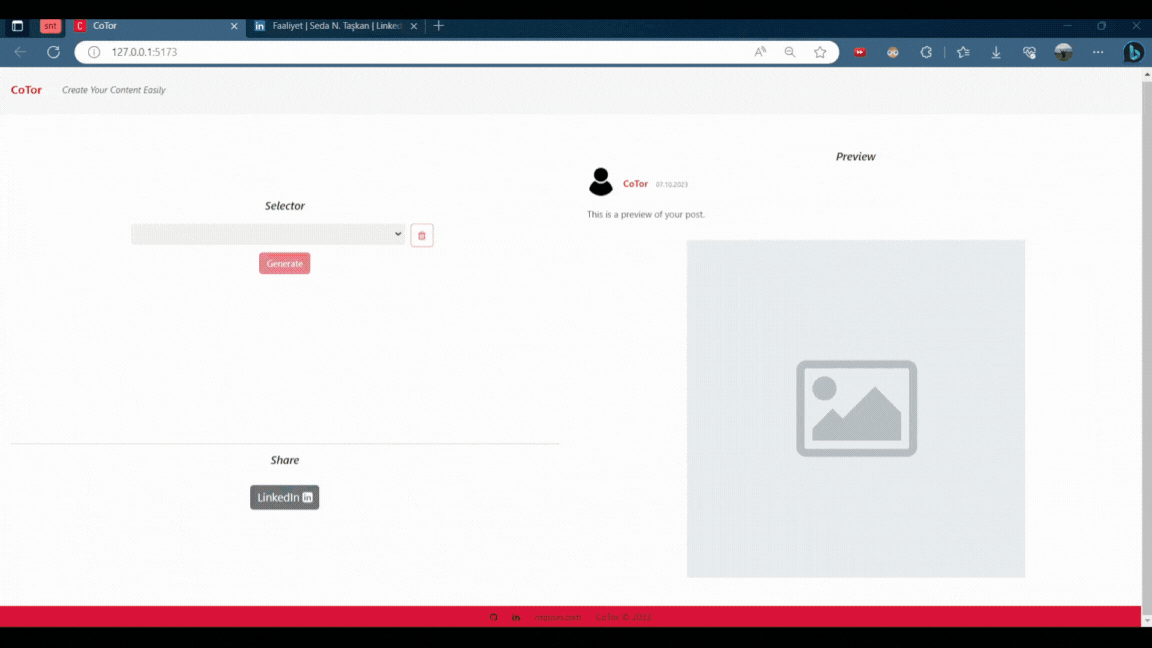 snt
CoTor
Faaliyet | Seda N. Taşkan | Linked
127.0.0.1:5173
CoTor
Create Your Content Easily
Preview
CoTor 07.10.2023
This is a preview of your post.
Selector
Generate
Share
LinkedIn in
CoTor © 2023